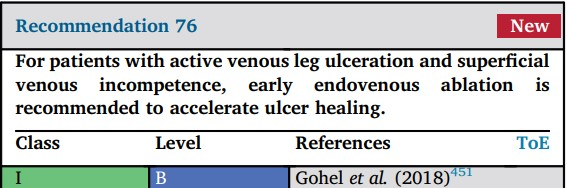 Recommendation 76 New
For patients with active venous leg ulceration and superficial
venous incompetence, early endovenous ablation is
recommended to accelerate ulcer healing.
Class Level References ToE
I B Gohel et al. (2018)451